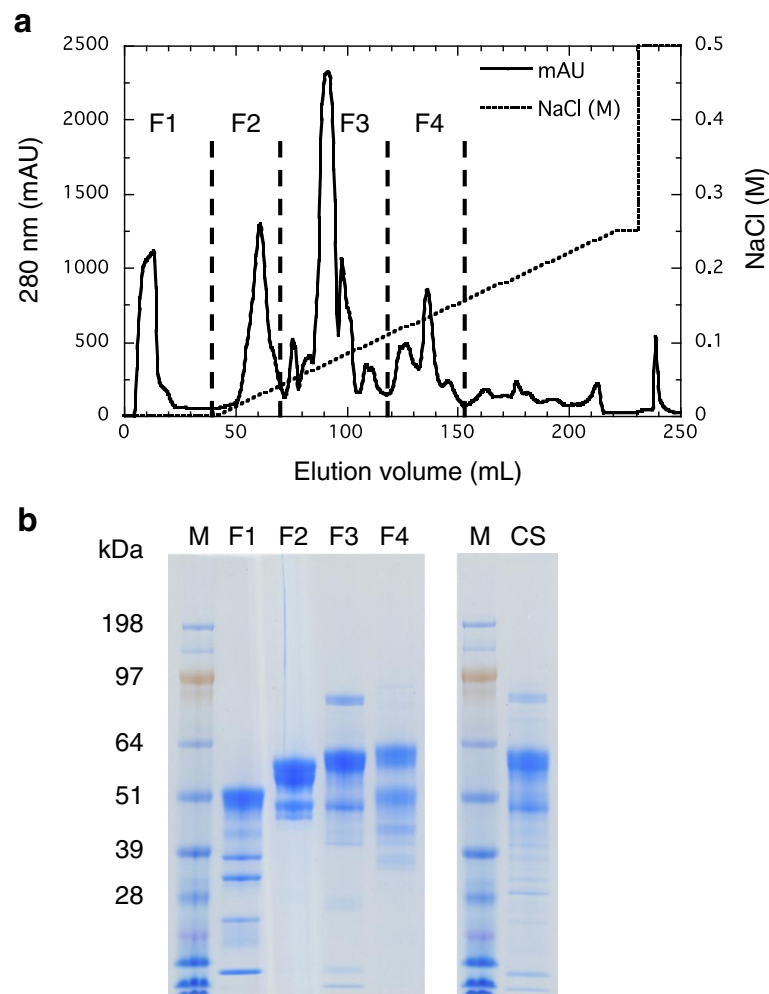 a
2500
2000
1500
1000
500
0
280 nm (mAU)
F1
F2
F3
F4
mAU
NaCl (M)
0.5
0.4
0.3
0.2
0.1
0
NaCl (M)
0 50 100 150 200 250
Elution volume (mL)
b
kDa
M F1 F2 F3 F4 M CS
198
97
64
51
39
28